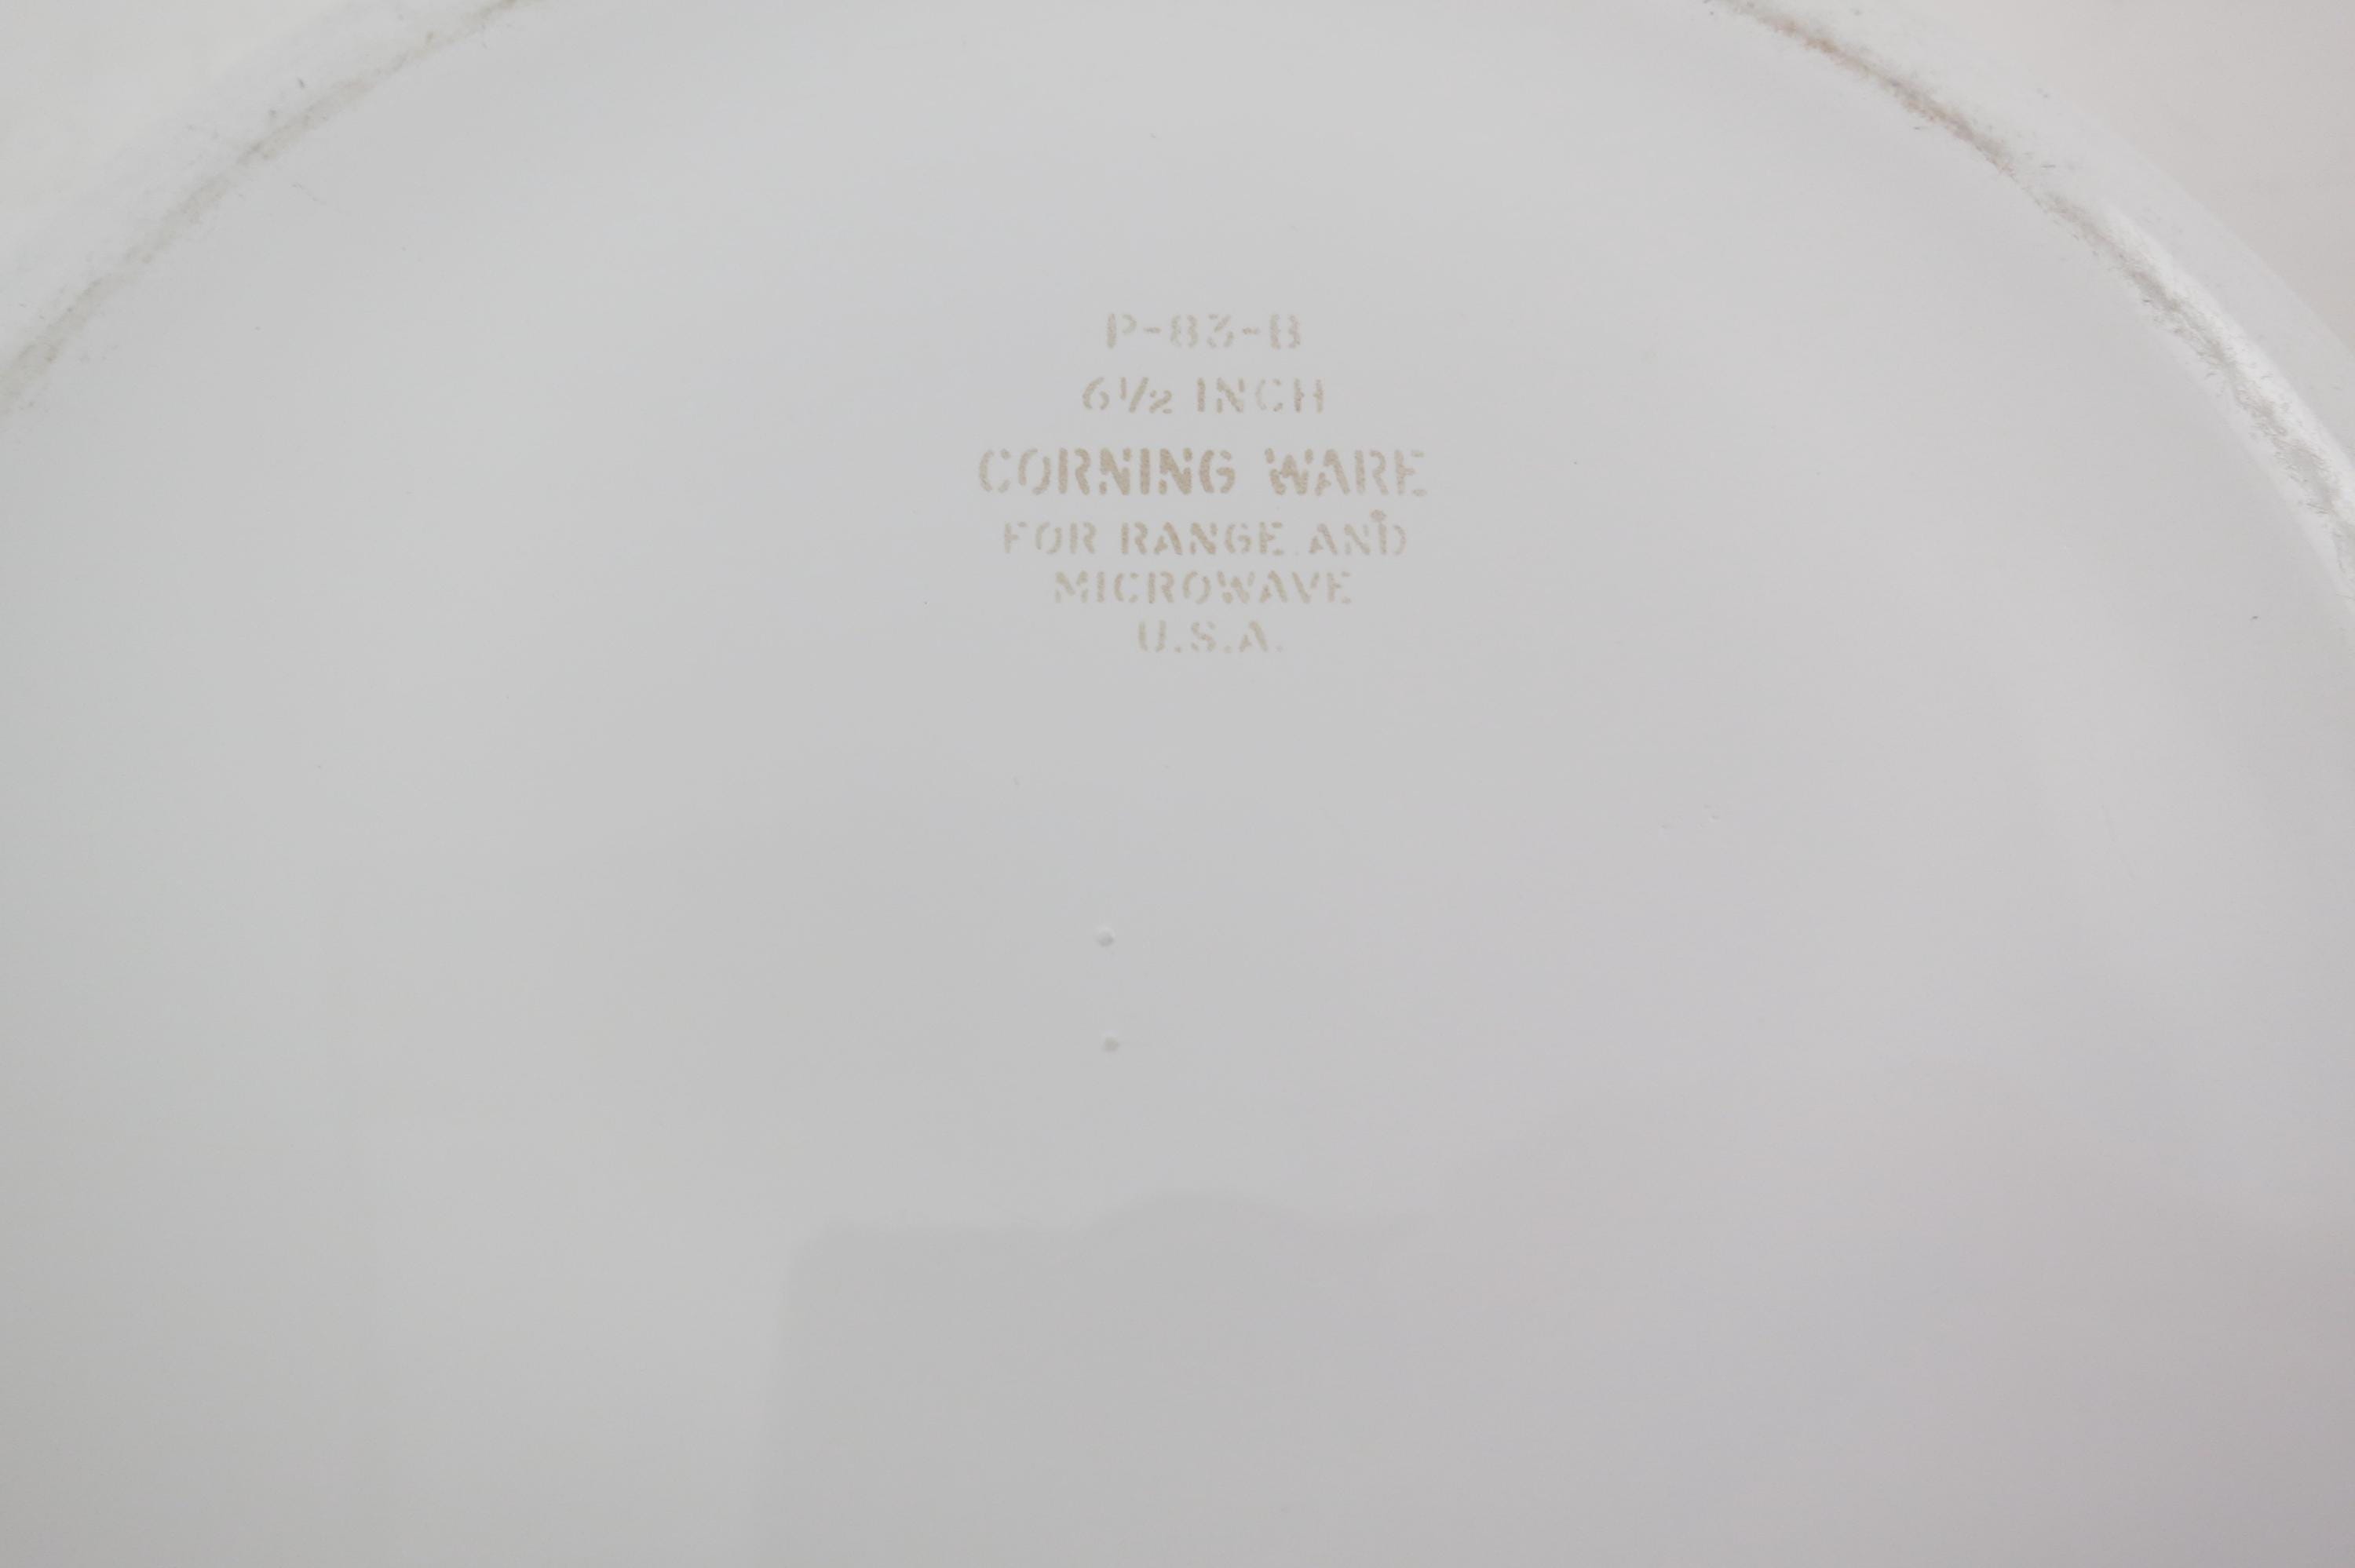 P-83-B
6½ INCH
CORNING WARE
FOR RANGE AND
MICROWAVE
U.S.A.